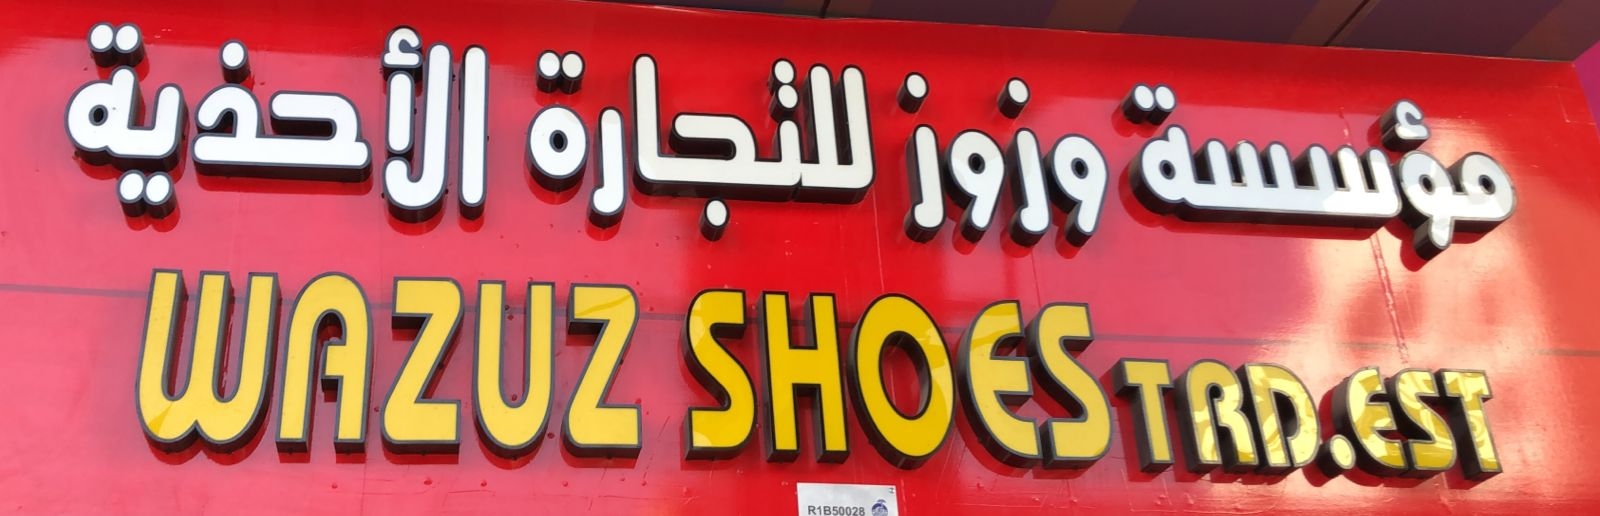 مؤسسة وزوز للتجارة الأحذية
WAZUZ SHOES TRD.EST
R1B50028